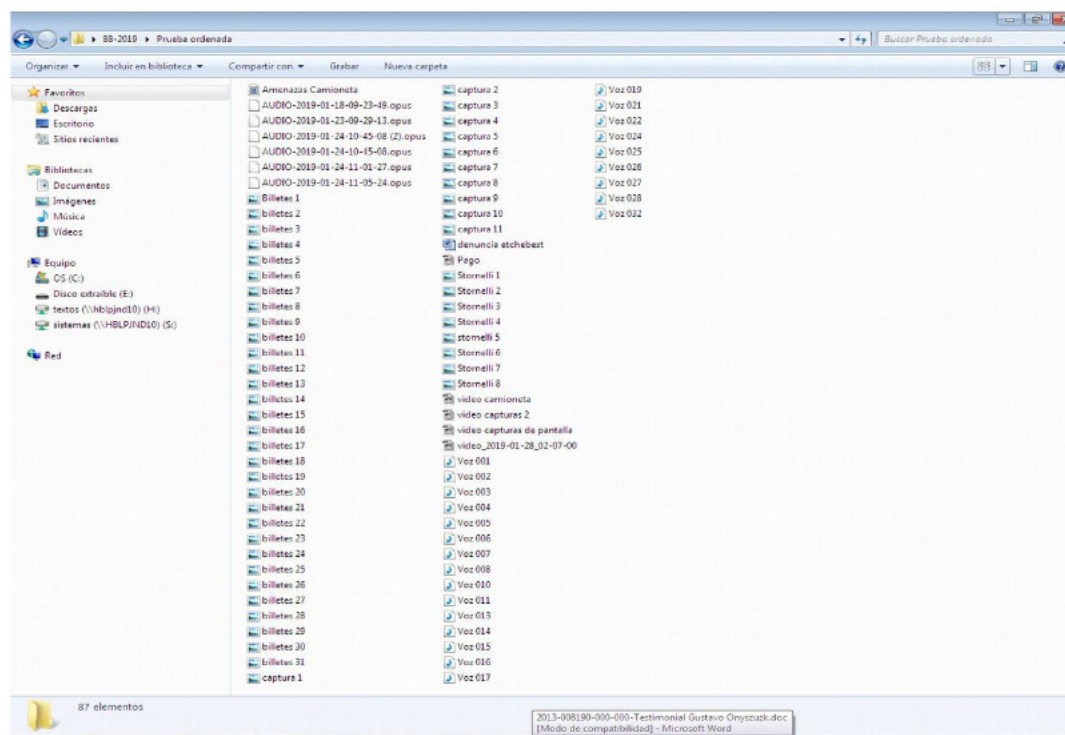 88-2019 ▸ Prueba ordenada
Buscar Prueba ordenada
Organizar
Incluir en biblioteca
Compartir con
Grabar
Nueva carpeta
Favoritos
Descargas
Escritorio
Sitios recientes
Bibliotecas
Documentos
Imágenes
Música
Vídeos
Equipo
OS (C:)
Disco extraíble (E:)
textos (\\hblpjnd10) (H:)
sistemas (\\HBLPJND10) (S:)
Red
Amenazas Camioneta
AUDIO-2019-01-18-09-23-49.opus
AUDIO-2019-01-23-09-29-13.opus
AUDIO-2019-01-24-10-45-08 (2).opus
AUDIO-2019-01-24-10-45-08.opus
AUDIO-2019-01-24-11-01-27.opus
AUDIO-2019-01-24-11-05-24.opus
Billetes 1
billetes 2
billetes 3
billetes 4
billetes 5
billetes 6
billetes 7
billetes 8
billetes 9
billetes 10
billetes 11
billetes 12
billetes 13
billetes 14
billetes 15
billetes 16
billetes 17
billetes 18
billetes 19
billetes 20
billetes 21
billetes 22
billetes 23
billetes 24
billetes 25
billetes 26
billetes 27
billetes 28
billetes 29
billetes 30
billetes 31
captura 1
captura 2
captura 3
captura 4
captura 5
captura 6
captura 7
captura 8
captura 9
captura 10
captura 11
denuncia etchebest
Pago
Stornelli 1
Stornelli 2
Stornelli 3
Stornelli 4
stornelli 5
Stornelli 6
Stornelli 7
Stornelli 8
video camioneta
video capturas 2
video capturas de pantalla
video_2019-01-28_02-07-00
Voz 001
Voz 002
Voz 003
Voz 004
Voz 005
Voz 006
Voz 007
Voz 008
Voz 010
Voz 011
Voz 013
Voz 014
Voz 015
Voz 016
Voz 017
Voz 019
Voz 021
Voz 022
Voz 024
Voz 025
Voz 026
Voz 027
Voz 028
Voz 032
87 elementos
2013-008190-000-000-Testimonial Gustavo Onyszuzk.doc
[Modo de compatibilidad] - Microsoft Word